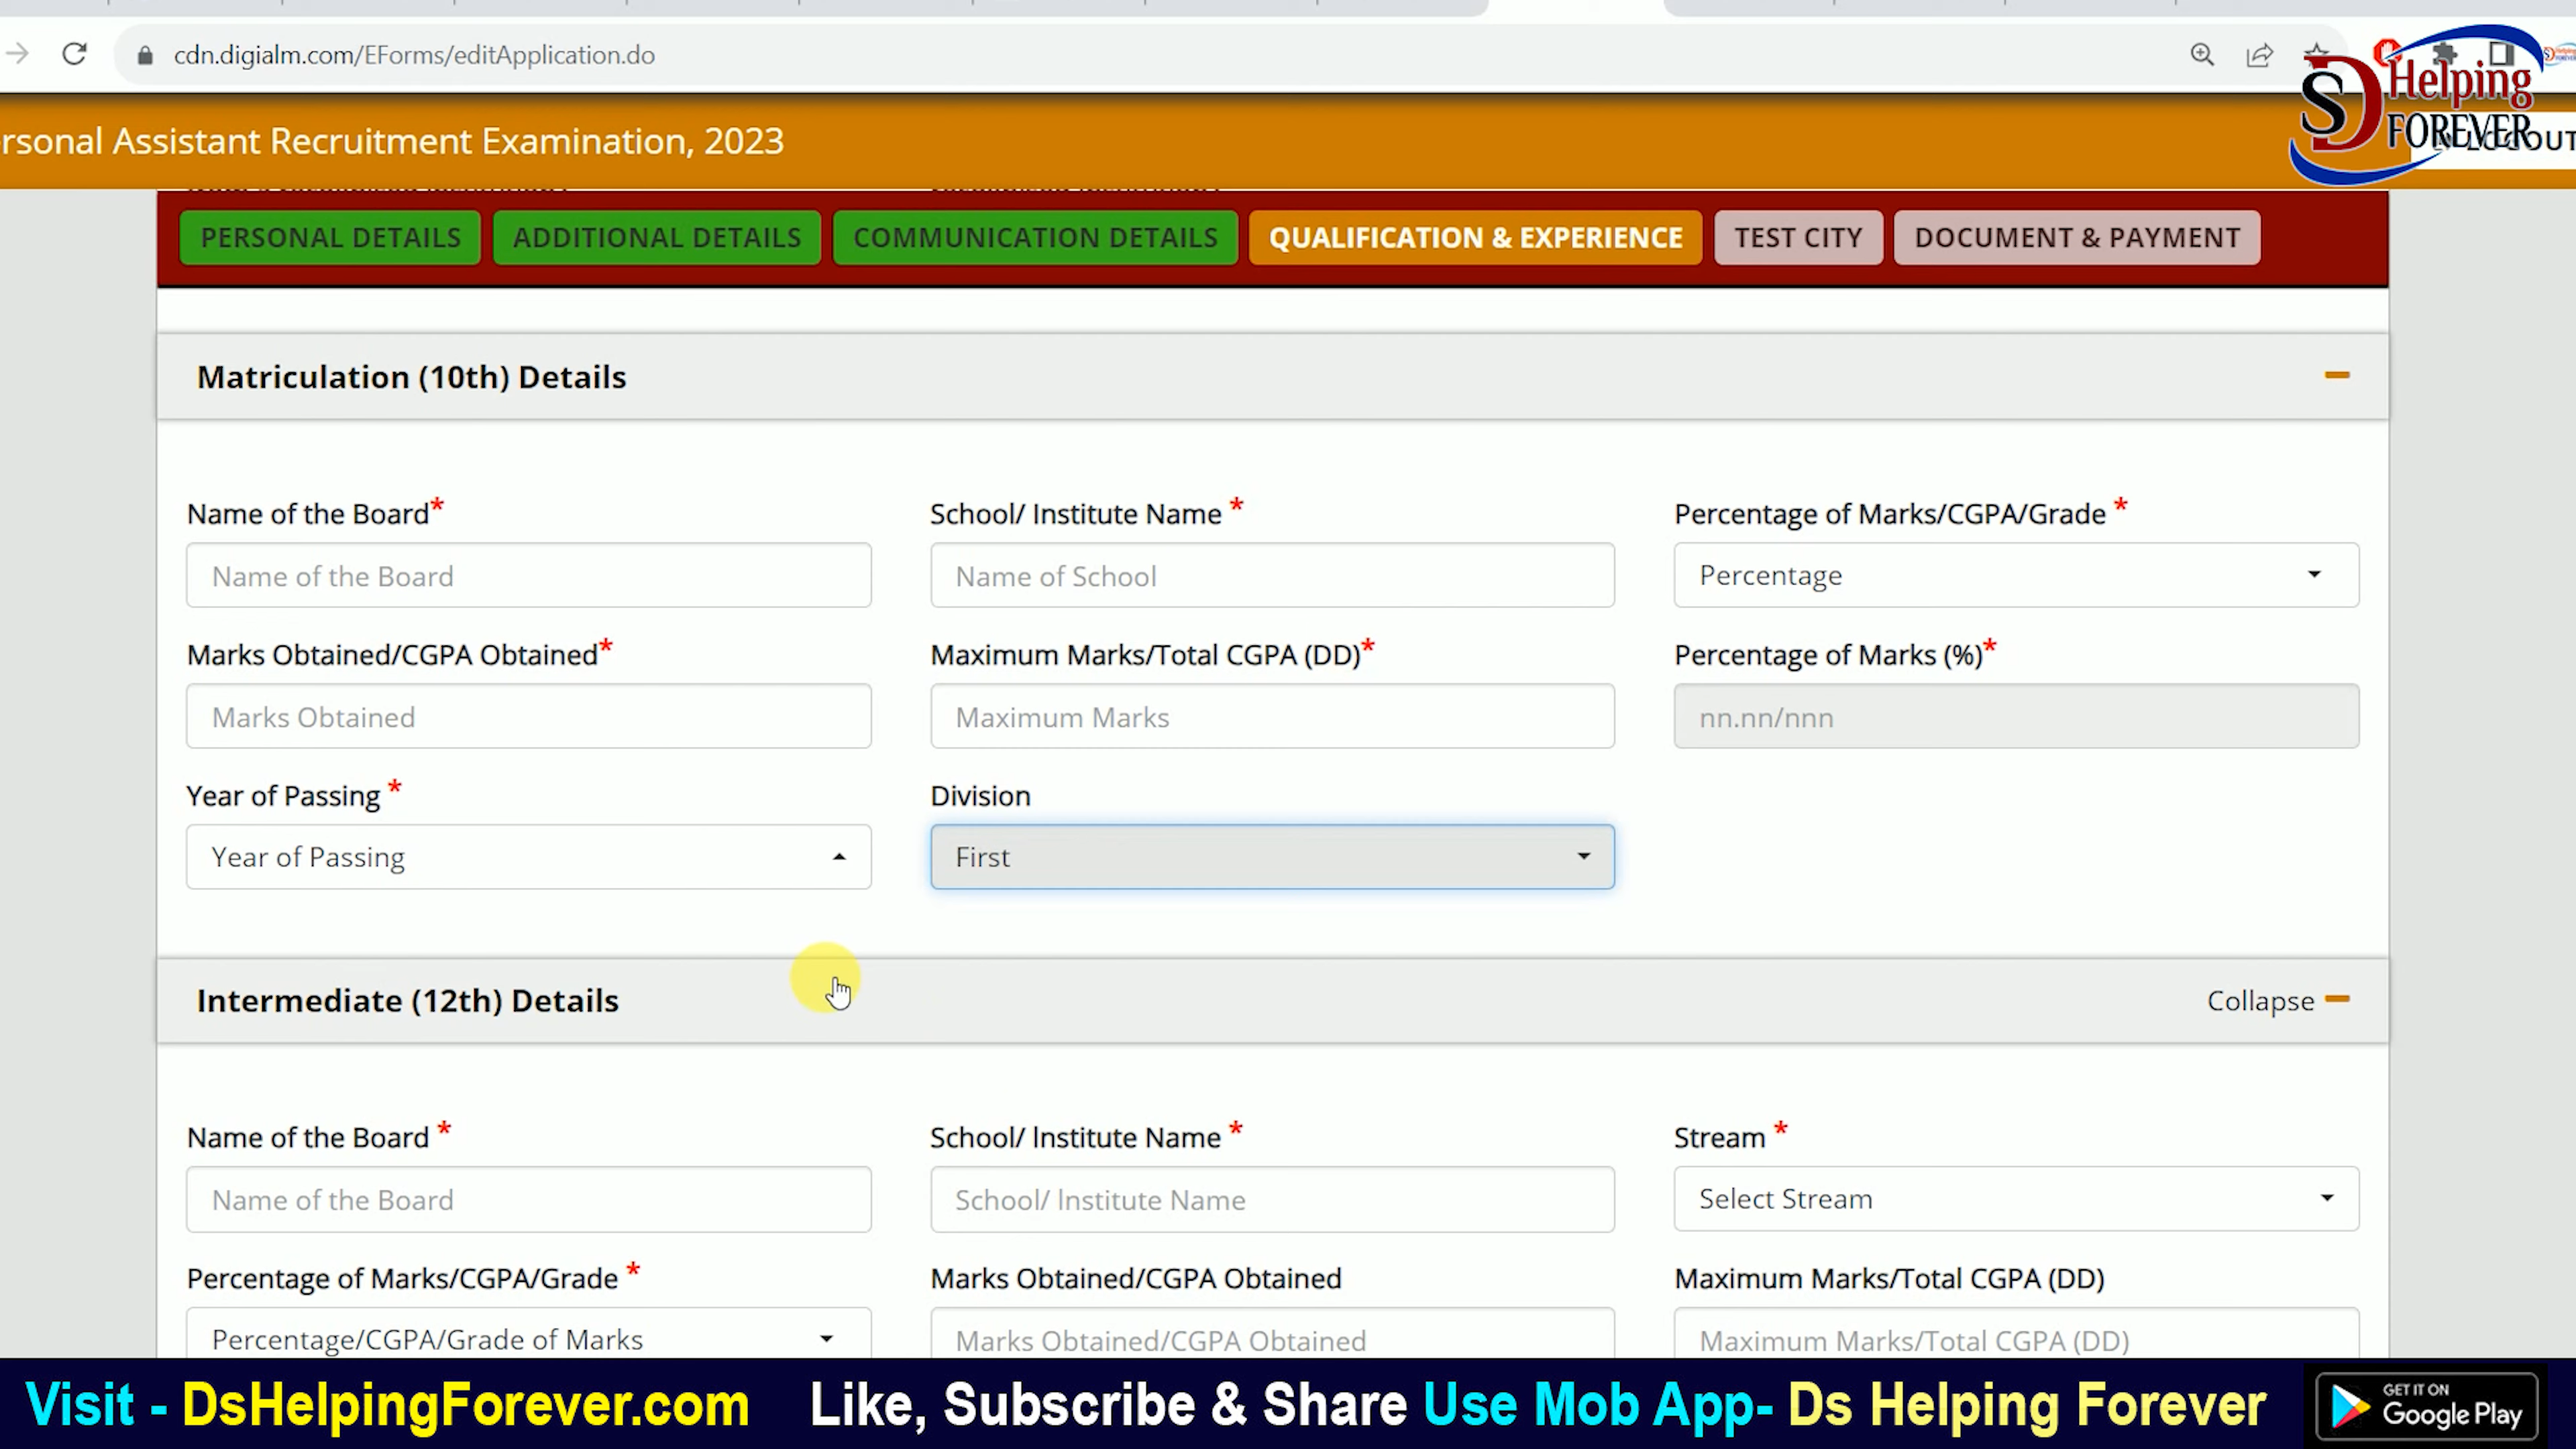 cdn.digialm.com/EForms/editApplication.do
SD Helping
FOREVER
rsonal Assistant Recruitment Examination, 2023
PERSONAL DETAILS ADDITIONAL DETAILS COMMUNICATION DETAILS QUALIFICATION & EXPERIENCE TEST CITY DOCUMENT & PAYMENT
Matriculation (10th) Details
Name of the Board* School/ Institute Name * Percentage of Marks/CGPA/Grade *
Name of the Board Name of School Percentage
Marks Obtained/CGPA Obtained* Maximum Marks/Total CGPA (DD)* Percentage of Marks (%)*
Marks Obtained Maximum Marks nn.nn/nnn
Year of Passing * Division
Year of Passing First
Intermediate (12th) Details Collapse
Name of the Board * School/ Institute Name * Stream *
Name of the Board School/ Institute Name Select Stream
Percentage of Marks/CGPA/Grade * Marks Obtained/CGPA Obtained Maximum Marks/Total CGPA (DD)
Percentage/CGPA/Grade of Marks Marks Obtained/CGPA Obtained Maximum Marks/Total CGPA (DD)
Visit - DsHelpingForever.com Like, Subscribe & Share Use Mob App- Ds Helping Forever
GET IT ON
Google Play